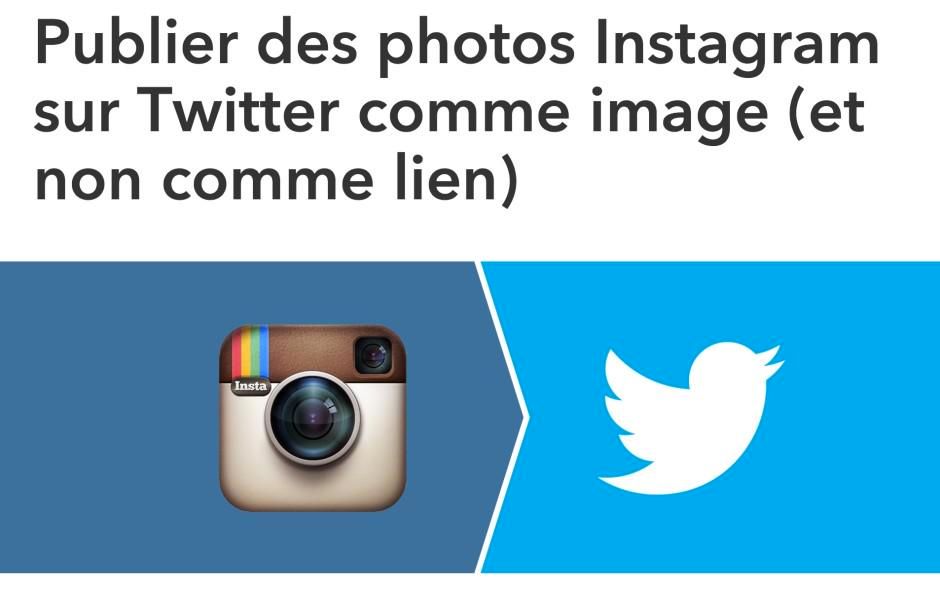 Publier des photos Instagram
sur Twitter comme image (et
non comme lien)
Insta